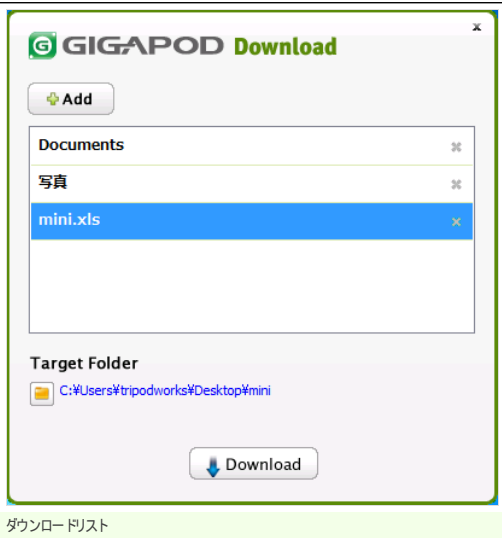 GIGAPOD Download
Add
Documents
写真
mini.xls
Target Folder
C:¥Users¥tripodworks¥Desktop¥mini
Download
ダウンロードリスト